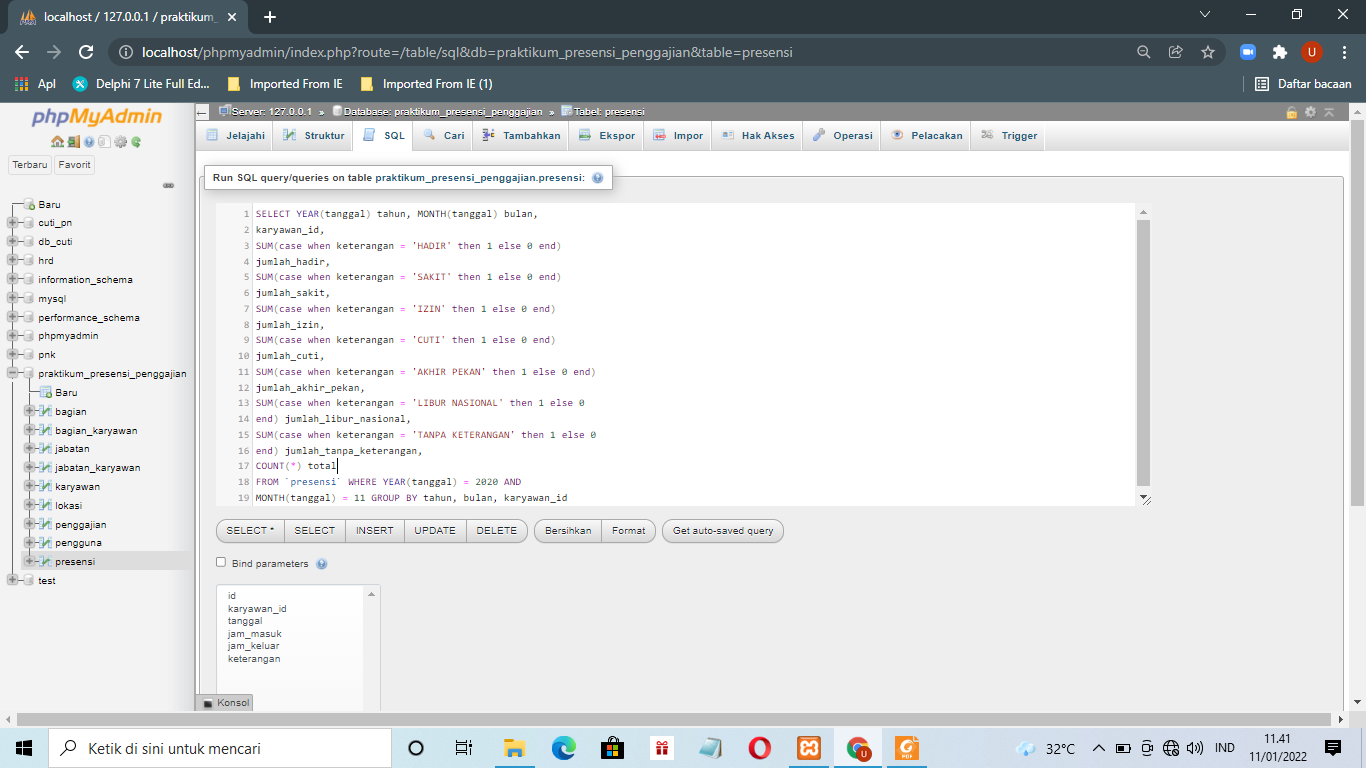 localhost / 127.0.0.1 / praktikum_
localhost/phpmyadmin/index.php?route=/table/sql&db=praktikum_presensi_penggajian&table=presensi
U
Apl
Delphi 7 Lite Full Ed...
Imported From IE
Imported From IE (1)
Daftar bacaan
phpMyAdmin
Terbaru
Favorit
Baru
cuti_pn
db_cuti
hrd
information_schema
mysql
performance_schema
phpmyadmin
pnk
praktikum_presensi_penggajian
Baru
bagian
bagian_karyawan
jabatan
jabatan_karyawan
karyawan
lokasi
penggajian
pengguna
presensi
test
Server: 127.0.0.1 » Database: praktikum_presensi_penggajian » Tabel: presensi
Jelajahi
Struktur
SQL
Cari
Tambahkan
Ekspor
Impor
Hak Akses
Operasi
Pelacakan
Trigger
Run SQL query/queries on table praktikum_presensi_penggajian.presensi:
1 SELECT YEAR(tanggal) tahun, MONTH(tanggal) bulan,
2 karyawan_id,
3 SUM(case when keterangan = 'HADIR' then 1 else 0 end)
4 jumlah_hadir,
5 SUM(case when keterangan = 'SAKIT' then 1 else 0 end)
6 jumlah_sakit,
7 SUM(case when keterangan = 'IZIN' then 1 else 0 end)
8 jumlah_izin,
9 SUM(case when keterangan = 'CUTI' then 1 else 0 end)
10 jumlah_cuti,
11 SUM(case when keterangan = 'AKHIR PEKAN' then 1 else 0 end)
12 jumlah_akhir_pekan,
13 SUM(case when keterangan = 'LIBUR NASIONAL' then 1 else 0
14 end) jumlah_libur_nasional,
15 SUM(case when keterangan = 'TANPA KETERANGAN' then 1 else 0
16 end) jumlah_tanpa_keterangan,
17 COUNT(*) total
18 FROM `presensi` WHERE YEAR(tanggal) = 2020 AND
19 MONTH(tanggal) = 11 GROUP BY tahun, bulan, karyawan_id
SELECT *
SELECT
INSERT
UPDATE
DELETE
Bersihkan
Format
Get auto-saved query
Bind parameters
id
karyawan_id
tanggal
jam_masuk
jam_keluar
keterangan
Konsol
Ketik di sini untuk mencari
U
PDF
32°C
IND
11.41
11/01/2022